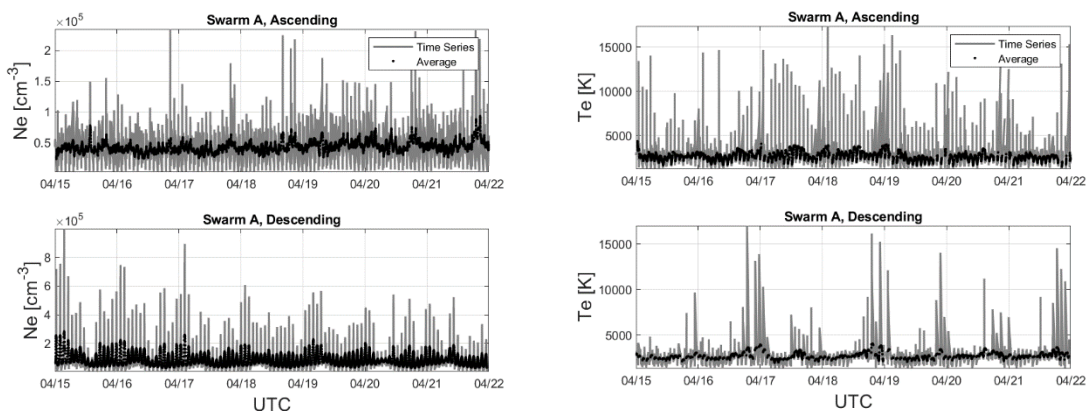 Swarm A, Ascending
×10⁵
Ne [cm⁻³]
2
1.5
1
0.5
Time Series
Average
04/15 04/16 04/17 04/18 04/19 04/20 04/21 04/22
Swarm A, Descending
×10⁵
Ne [cm⁻³]
8
6
4
2
04/15 04/16 04/17 04/18 04/19 04/20 04/21 04/22
UTC
Swarm A, Ascending
Te [K]
15000
10000
5000
Time Series
Average
04/15 04/16 04/17 04/18 04/19 04/20 04/21 04/22
Swarm A, Descending
Te [K]
15000
10000
5000
04/15 04/16 04/17 04/18 04/19 04/20 04/21 04/22
UTC